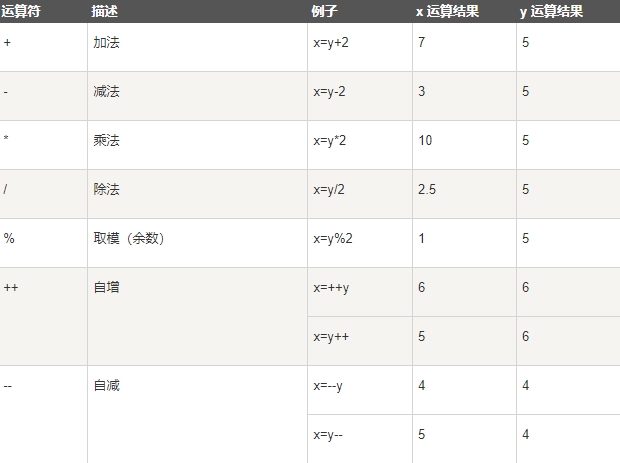 运算符 描述 例子 x 运算结果 y 运算结果
+ 加法 x=y+2 7 5
- 减法 x=y-2 3 5
* 乘法 x=y*2 10 5
/ 除法 x=y/2 2.5 5
% 取模（余数） x=y%2 1 5
++ 自增 x=++y 6 6
x=y++ 5 6
-- 自减 x=--y 4 4
x=y-- 5 4